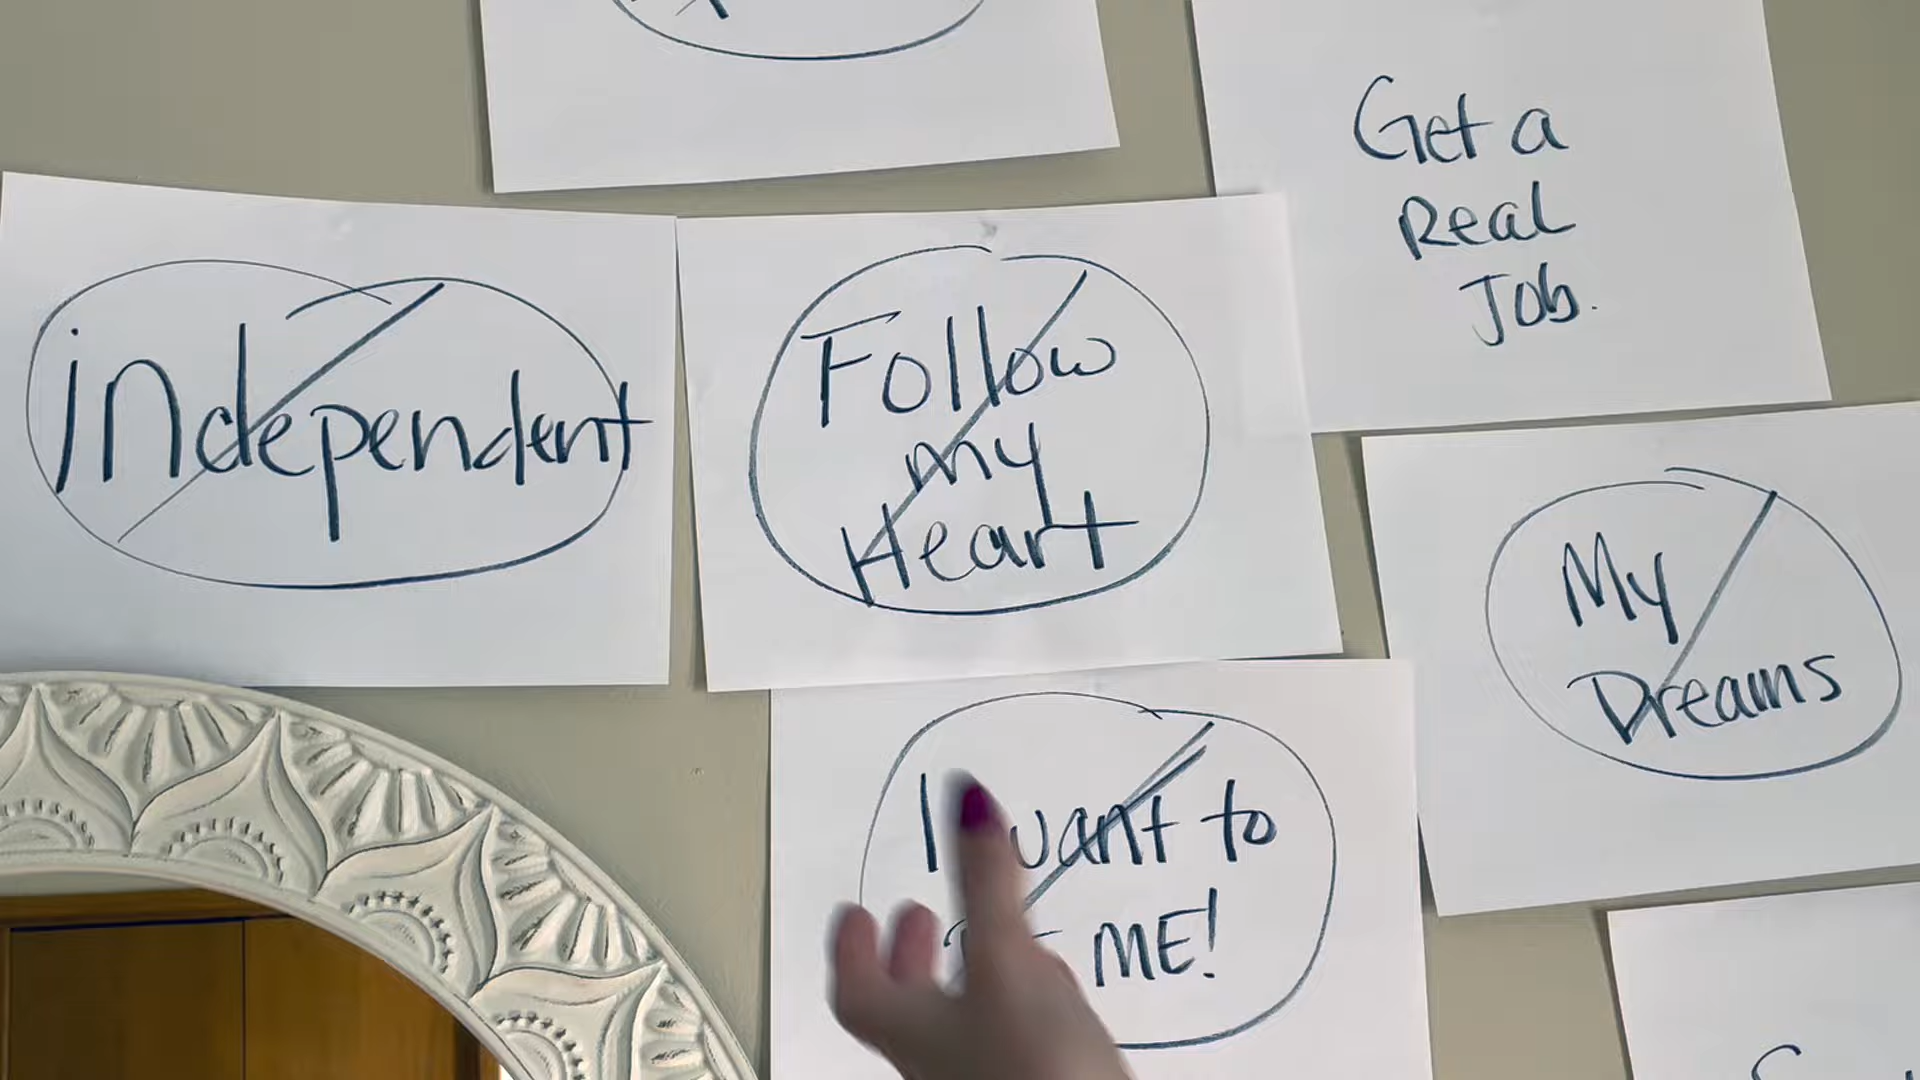 Get a
Real
Job.
independent
Follow
my
Heart
My
Dreams
I want to
ME!